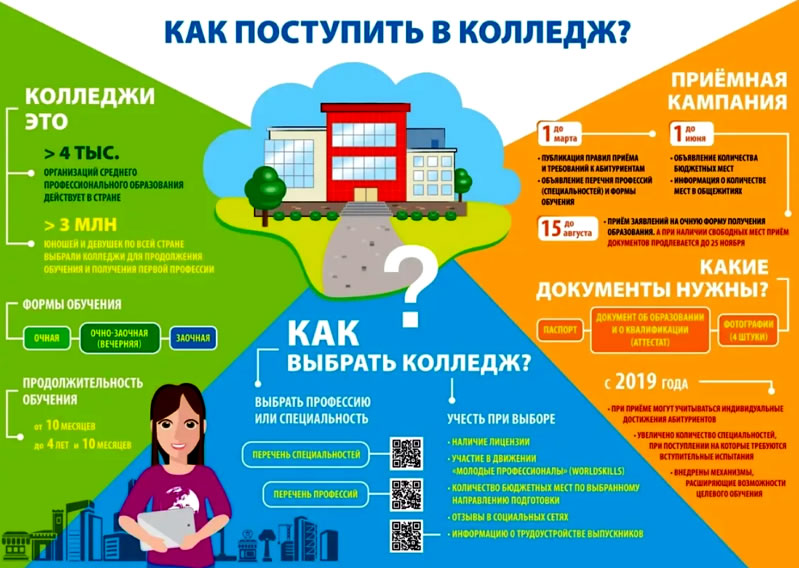 КАК ПОСТУПИТЬ В КОЛЛЕДЖ?
КОЛЛЕДЖИ
ЭТО
> 4 ТЫС.
ОРГАНИЗАЦИЙ СРЕДНЕГО
ПРОФЕССИОНАЛЬНОГО ОБРАЗОВАНИЯ
ДЕЙСТВУЕТ В СТРАНЕ
> 3 МЛН
ЮНОШЕЙ И ДЕВУШЕК ПО ВСЕЙ СТРАНЕ
ВЫБРАЛИ КОЛЛЕДЖИ ДЛЯ ПРОДОЛЖЕНИЯ
ОБУЧЕНИЯ И ПОЛУЧЕНИЯ ПЕРВОЙ ПРОФЕССИИ
ФОРМЫ ОБУЧЕНИЯ
ОЧНАЯ
ОЧНО-ЗАОЧНАЯ
(ВЕЧЕРНЯЯ)
ЗАОЧНАЯ
ПРОДОЛЖИТЕЛЬНОСТЬ
ОБУЧЕНИЯ
от 10 МЕСЯЦЕВ
до 4 ЛЕТ и 10 МЕСЯЦЕВ
?
КАК
ВЫБРАТЬ КОЛЛЕДЖ?
ВЫБРАТЬ ПРОФЕССИЮ
ИЛИ СПЕЦИАЛЬНОСТЬ
ПЕРЕЧЕНЬ СПЕЦИАЛЬНОСТЕЙ
ПЕРЕЧЕНЬ ПРОФЕССИЙ
УЧЕСТЬ ПРИ ВЫБОРЕ
• НАЛИЧИЕ ЛИЦЕНЗИИ
• УЧАСТИЕ В ДВИЖЕНИИ
«МОЛОДЫЕ ПРОФЕССИОНАЛЫ» (WORLDSKILLS)
• КОЛИЧЕСТВО БЮДЖЕТНЫХ МЕСТ ПО ВЫБРАННОМУ
НАПРАВЛЕНИЮ ПОДГОТОВКИ
• ОТЗЫВЫ В СОЦИАЛЬНЫХ СЕТЯХ
• ИНФОРМАЦИЮ О ТРУДОУСТРОЙСТВЕ ВЫПУСКНИКОВ
ПРИЁМНАЯ
КАМПАНИЯ
1 до марта
• ПУБЛИКАЦИЯ ПРАВИЛ ПРИЁМА
И ТРЕБОВАНИЙ К АБИТУРИЕНТАМ
• ОБЪЯВЛЕНИЕ ПЕРЕЧНЯ ПРОФЕССИЙ
(СПЕЦИАЛЬНОСТЕЙ) И ФОРМЫ
ОБУЧЕНИЯ
1 до июня
• ОБЪЯВЛЕНИЕ КОЛИЧЕСТВА
БЮДЖЕТНЫХ МЕСТ
• ИНФОРМАЦИЯ О КОЛИЧЕСТВЕ
МЕСТ В ОБЩЕЖИТИЯХ
15 до августа
• ПРИЁМ ЗАЯВЛЕНИЙ НА ОЧНУЮ ФОРМУ ПОЛУЧЕНИЯ
ОБРАЗОВАНИЯ. А ПРИ НАЛИЧИИ СВОБОДНЫХ МЕСТ ПРИЁМ
ДОКУМЕНТОВ ПРОДЛЕВАЕТСЯ ДО 25 НОЯБРЯ
КАКИЕ
ДОКУМЕНТЫ НУЖНЫ?
ПАСПОРТ
ДОКУМЕНТ ОБ ОБРАЗОВАНИИ
И О КВАЛИФИКАЦИИ
(АТТЕСТАТ)
ФОТОГРАФИИ
(4 ШТУКИ)
С 2019 ГОДА
• ПРИ ПРИЁМЕ МОГУТ УЧИТЫВАТЬСЯ ИНДИВИДУАЛЬНЫЕ
ДОСТИЖЕНИЯ АБИТУРИЕНТОВ
• УВЕЛИЧЕНО КОЛИЧЕСТВО СПЕЦИАЛЬНОСТЕЙ,
ПРИ ПОСТУПЛЕНИИ НА КОТОРЫЕ ТРЕБУЮТСЯ
ВСТУПИТЕЛЬНЫЕ ИСПЫТАНИЯ
• ВНЕДРЕНЫ МЕХАНИЗМЫ,
РАСШИРЯЮЩИЕ ВОЗМОЖНОСТИ
ЦЕЛЕВОГО ОБУЧЕНИЯ